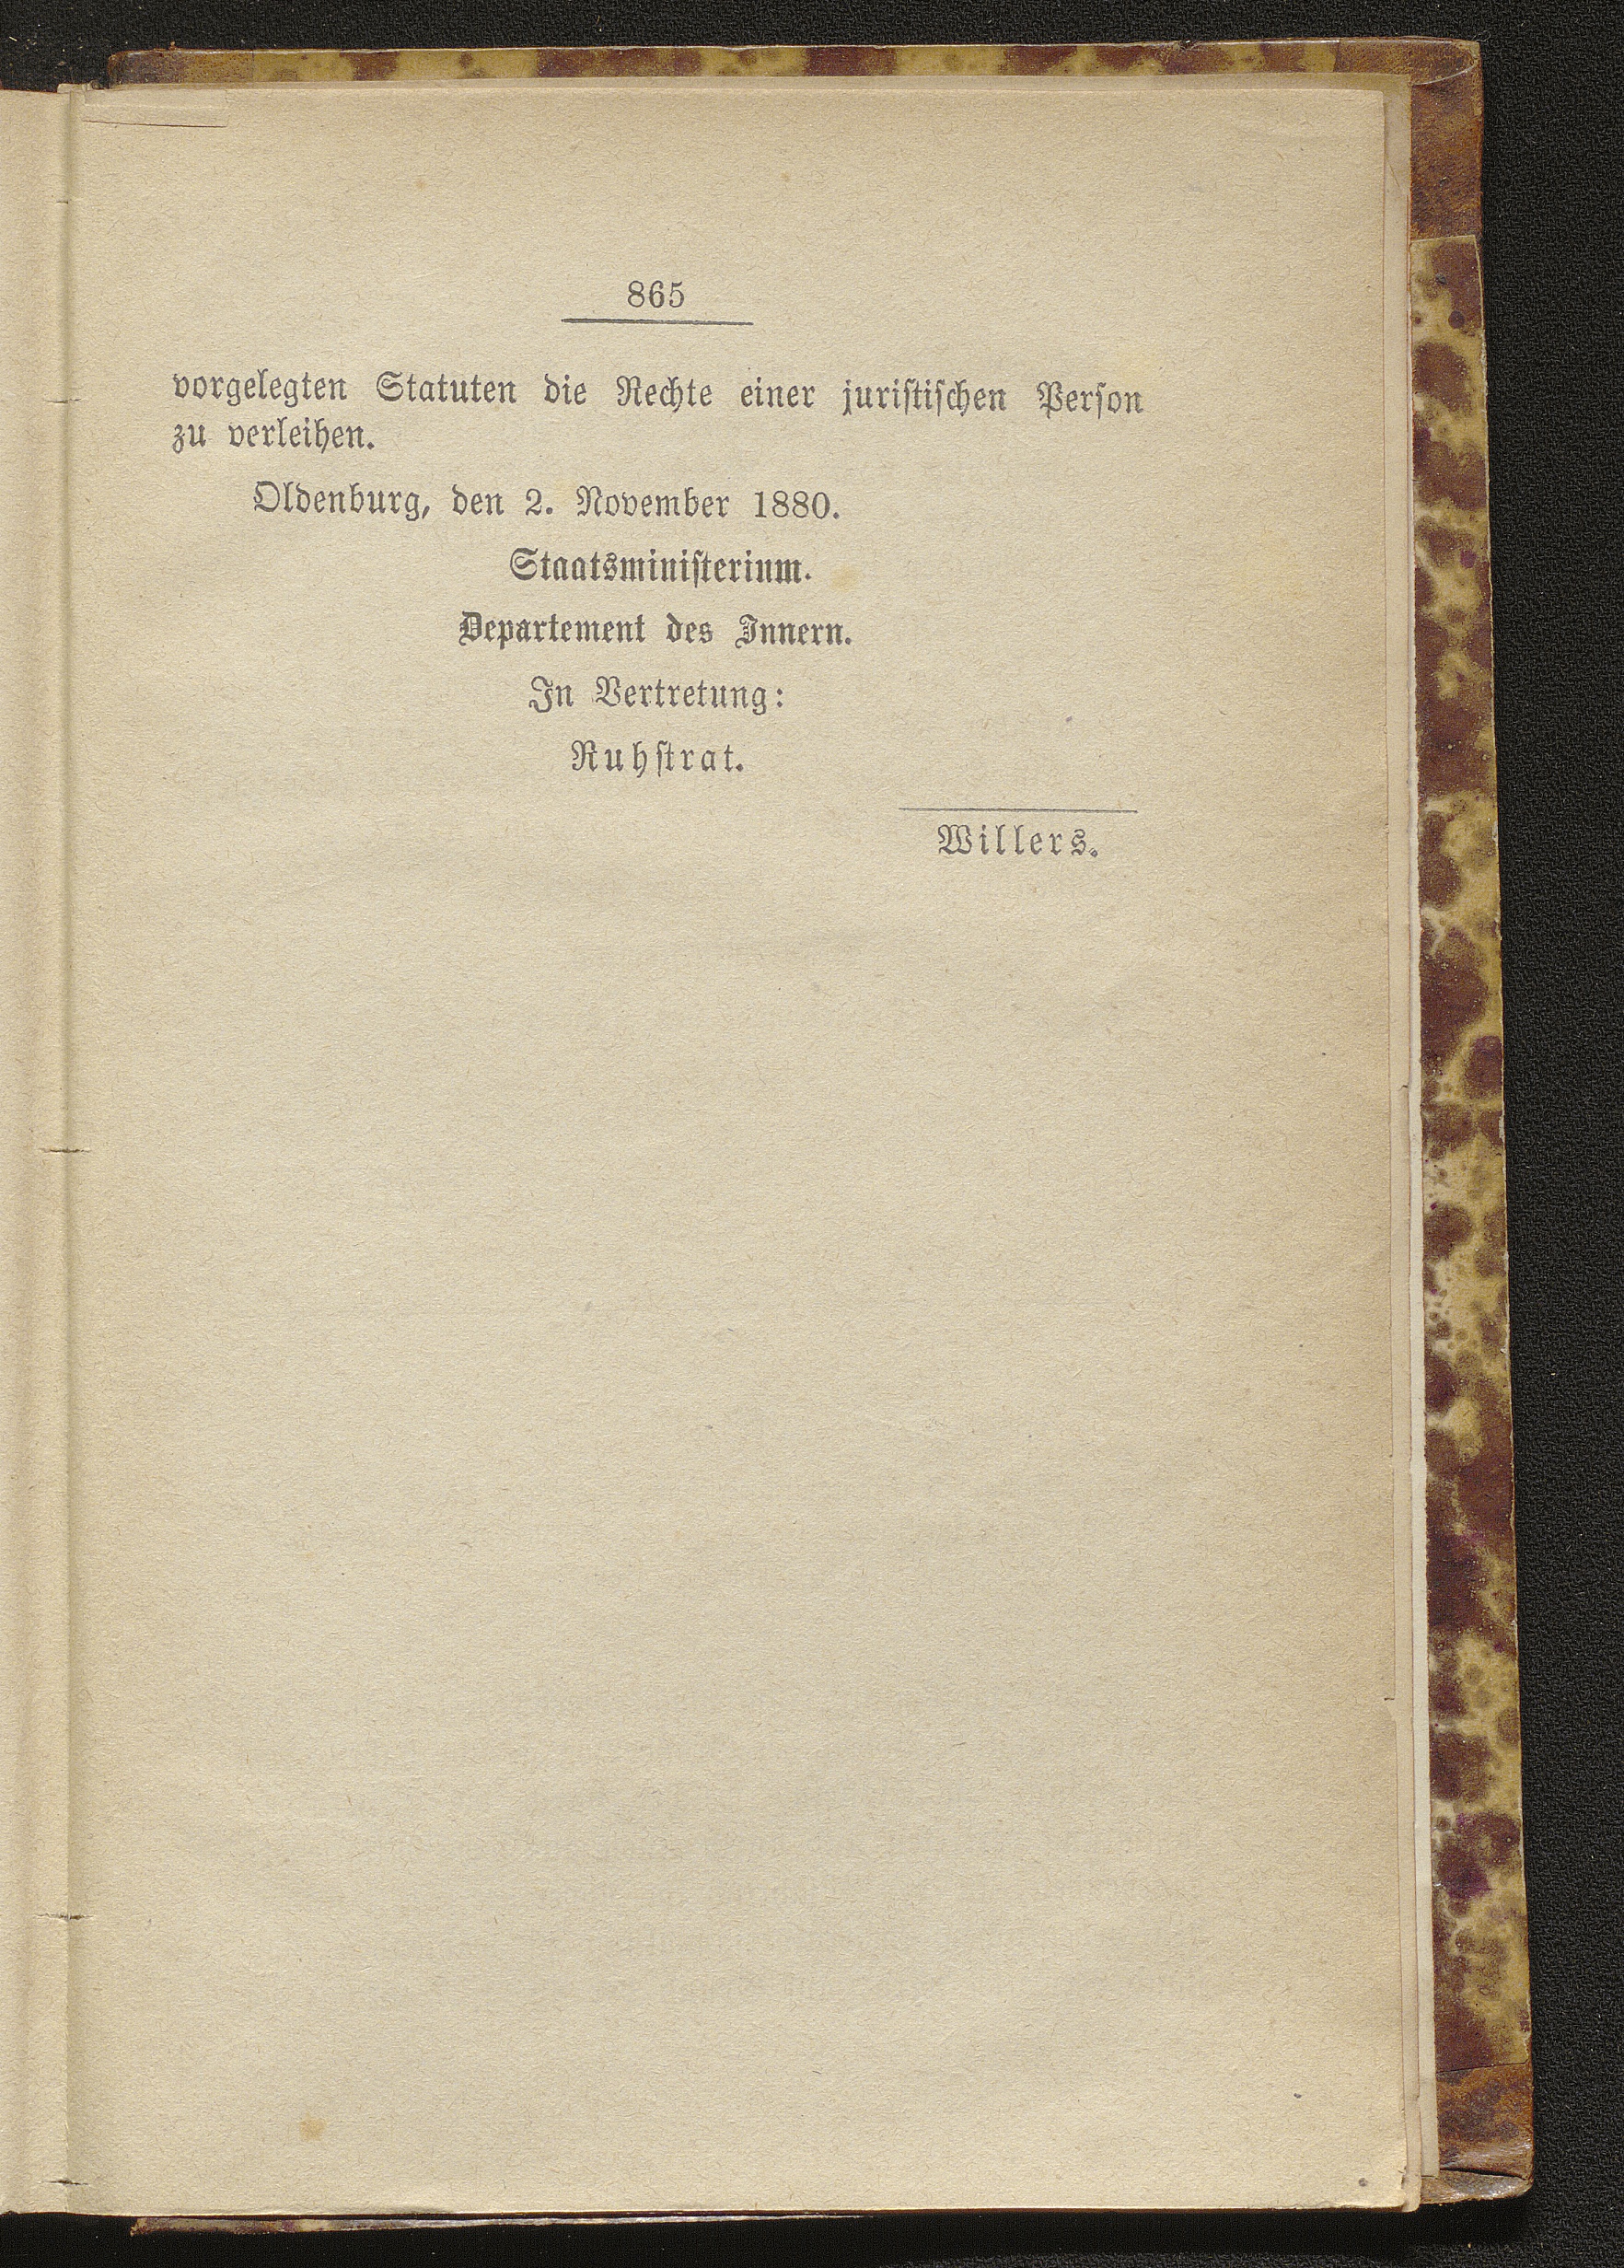 865
vorgelegten Statuten die Rechte einer juristischen Person
zu verleihen.
Oldenburg, den 2. November 1880.
Staatsministerium.
Departement des Innern.
In Vertretung:
Ruhstrat.
Willers.